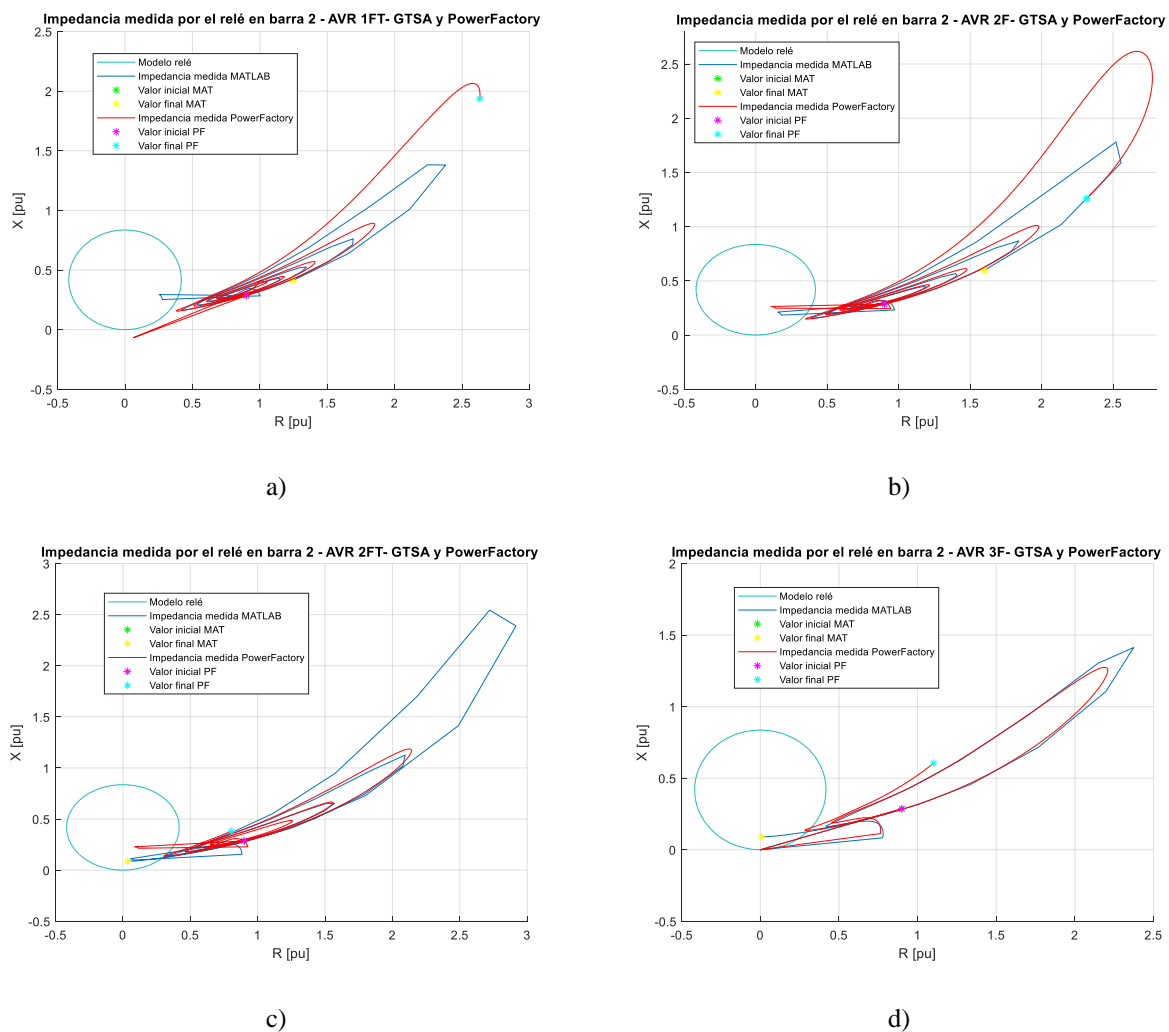 Impedancia medida por el relé en barra 2 - AVR 1FT- GTSA y PowerFactory
2.5
2
1.5
1
0.5
0
-0.5
X [pu]
Modelo relé
Impedancia medida MATLAB
Valor inicial MAT
Valor final MAT
Impedancia medida PowerFactory
Valor inicial PF
Valor final PF
-0.5 0 0.5 1 1.5 2 2.5 3
R [pu]
a)
Impedancia medida por el relé en barra 2 - AVR 2F- GTSA y PowerFactory
2.5
2
1.5
1
0.5
0
-0.5
X [pu]
Modelo relé
Impedancia medida MATLAB
Valor inicial MAT
Valor final MAT
Impedancia medida PowerFactory
Valor inicial PF
Valor final PF
-0.5 0 0.5 1 1.5 2 2.5
R [pu]
b)
Impedancia medida por el relé en barra 2 - AVR 2FT- GTSA y PowerFactory
3
2.5
2
1.5
1
0.5
0
-0.5
X [pu]
Modelo relé
Impedancia medida MATLAB
Valor inicial MAT
Valor final MAT
Impedancia medida PowerFactory
Valor inicial PF
Valor final PF
-0.5 0 0.5 1 1.5 2 2.5 3
R [pu]
c)
Impedancia medida por el relé en barra 2 - AVR 3F- GTSA y PowerFactory
2
1.5
1
0.5
0
-0.5
X [pu]
Modelo relé
Impedancia medida MATLAB
Valor inicial MAT
Valor final MAT
Impedancia medida PowerFactory
Valor inicial PF
Valor final PF
-0.5 0 0.5 1 1.5 2 2.5
R [pu]
d)